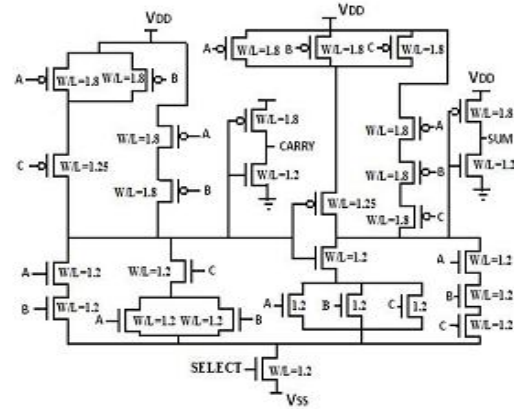 VDD
VDD
A W/L=1.8 W/L=1.8 B
A W/L=1.8 B W/L=1.8 C W/L=1.8
VDD
W/L=1.8 A
W/L=1.8
CARRY
W/L=1.2
W/L=1.8 A
W/L=1.8
SUM
W/L=1.2
C W/L=1.25
W/L=1.8 B
W/L=1.8 B
W/L=1.25
W/L=1.8 C
A W/L=1.2
W/L=1.2 C
W/L=1.2
A W/L=1.2
B W/L=1.2
A W/L=1.2 W/L=1.2 B
A 1.2 B 1.2 C 1.2
B W/L=1.2
C W/L=1.2
SELECT W/L=1.2
VSS